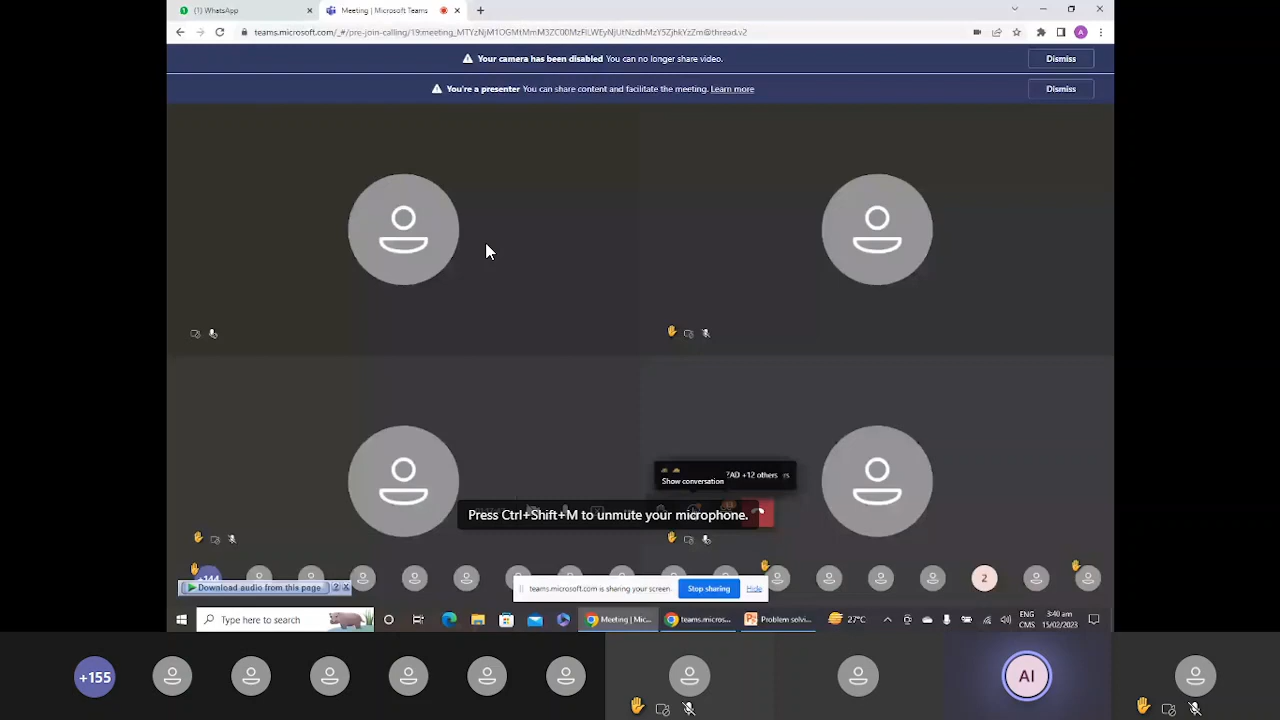 (1) WhatsApp
Meeting | Microsoft Teams
teams.microsoft.com/_#/pre-join-calling/19:meeting_
Your camera has been disabled You can no longer share video.
Dismiss
You're a presenter You can share content and facilitate the meeting. Learn more
Dismiss
ZAD +12 others
Show conversation
Press Ctrl+Shift+M to unmute your microphone.
+144
2
Download audio from this page
? X
teams.microsoft.com is sharing your screen.
Stop sharing
Hide
Type here to search
Meeting | Mic...
teams.micros...
Problem solvi...
27°C
ENG
CMS
3:40 am
15/02/2023
+155
AI